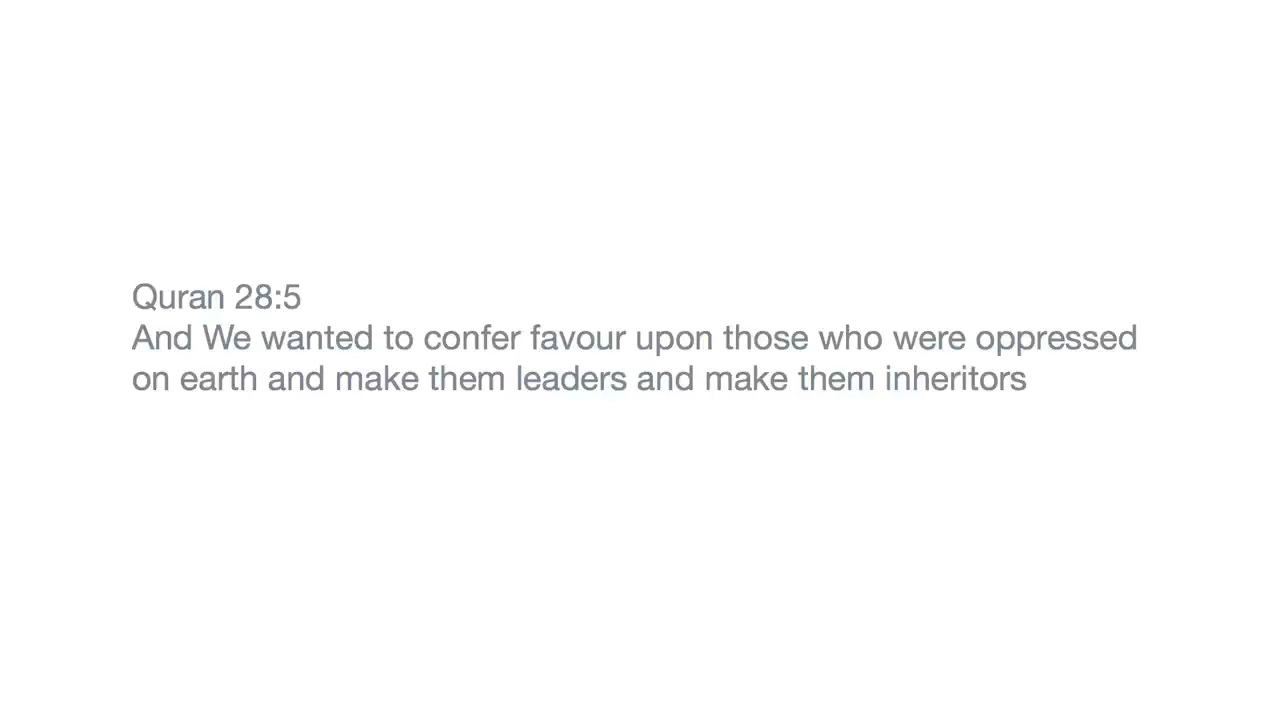 Quran 28:5
And We wanted to confer favour upon those who were oppressed
on earth and make them leaders and make them inheritors